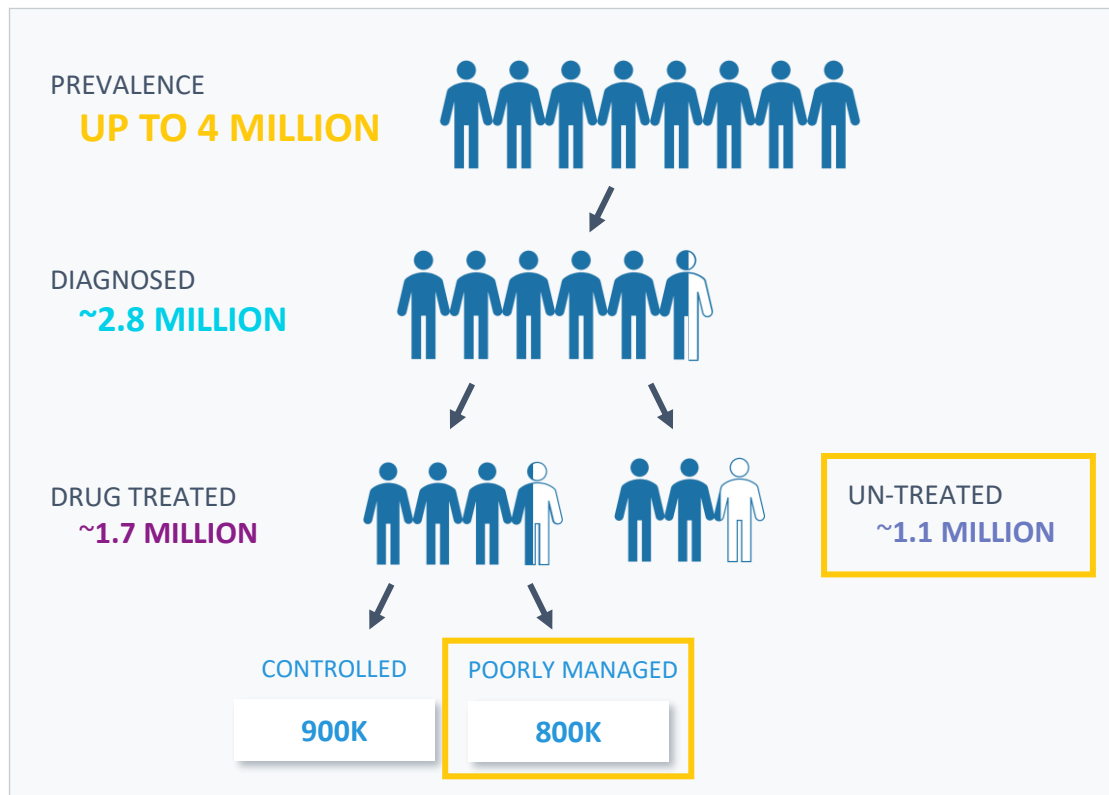 PREVALENCE
UP TO 4 MILLION
DIAGNOSED
~2.8 MILLION
DRUG TREATED
~1.7 MILLION
UN-TREATED
~1.1 MILLION
CONTROLLED
900K
POORLY MANAGED
800K